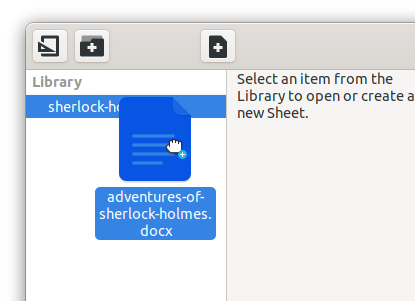 Library
Select an item from the
Library to open or create a
new Sheet.
sherlock-ho
adventures-of-
sherlock-holmes.
docx